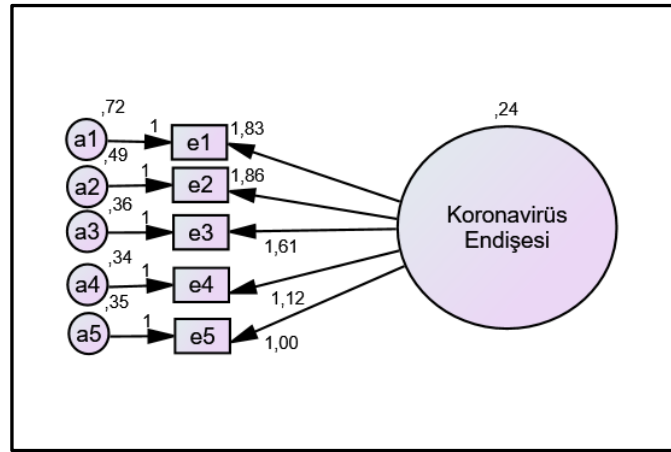 ,72
a1
1
e1
1,83
,49
a2
1
e2
1,86
,36
a3
1
e3
1,61
,34
a4
1
e4
1,12
,35
a5
1
e5
1,00
,24
Koronavirüs
Endişesi